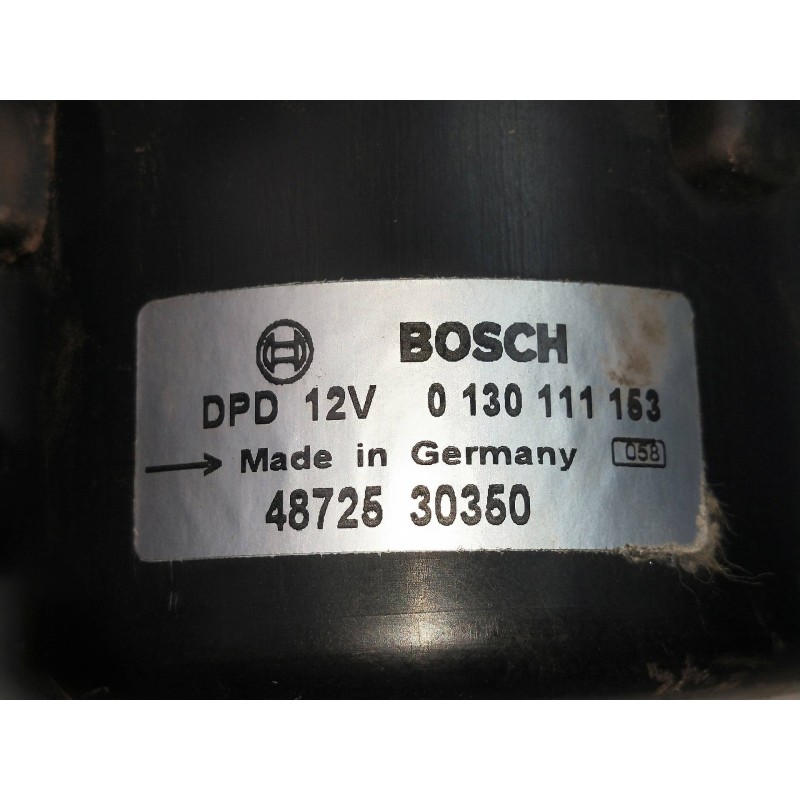 BOSCH
DPD 12V 0 130 111 153
Made in Germany 058
48725 30350